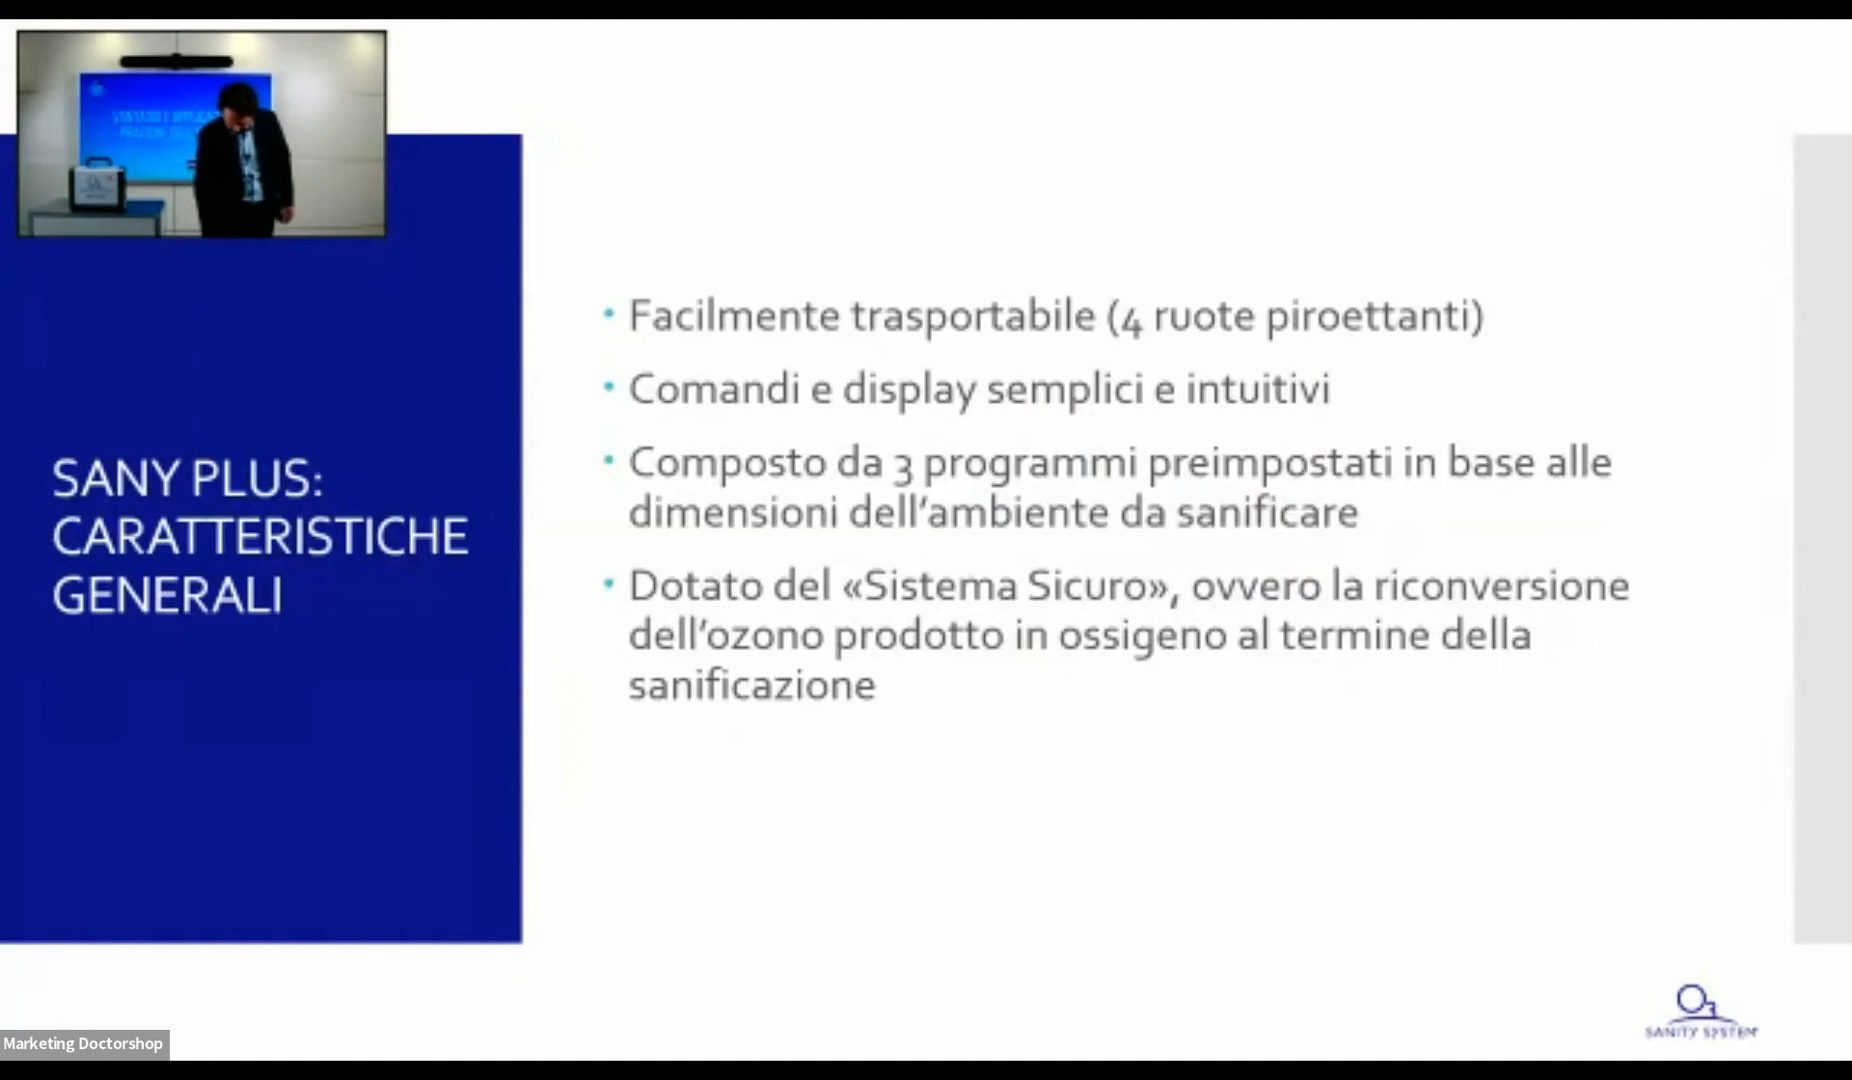 SANY PLUS:
CARATTERISTICHE
GENERALI
• Facilmente trasportabile (4 ruote piroettanti)
• Comandi e display semplici e intuitivi
• Composto da 3 programmi preimpostati in base alle
dimensioni dell’ambiente da sanificare
• Dotato del «Sistema Sicuro», ovvero la riconversione
dell’ozono prodotto in ossigeno al termine della
sanificazione
O3
SANITY SYSTEM
Marketing Doctorshop